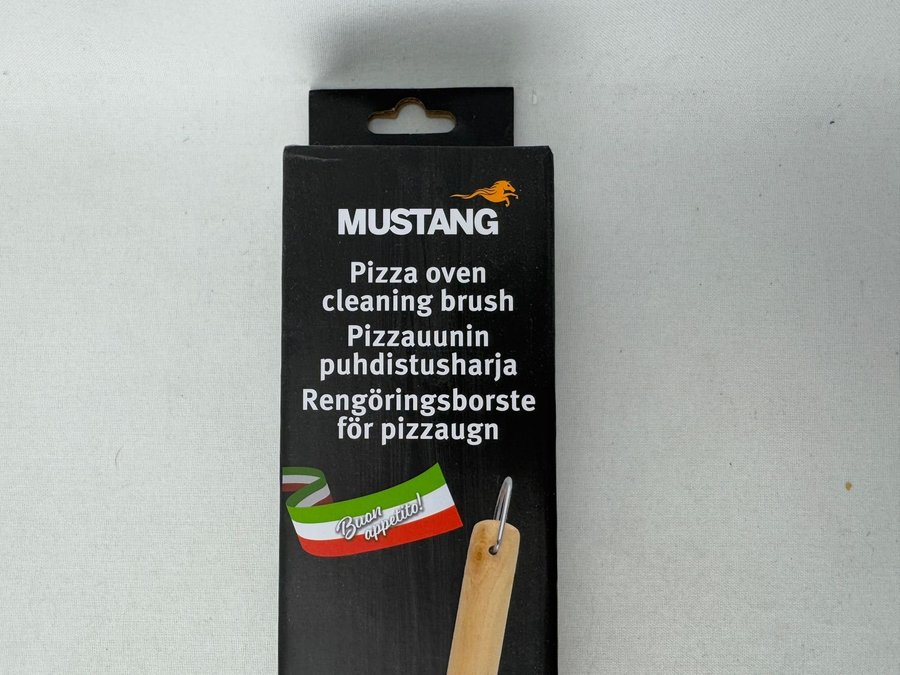 MUSTANG
Pizza oven
cleaning brush
Pizzauunin
puhdistusharja
Rengöringsborste
för pizzaugn
Buon
appetito!